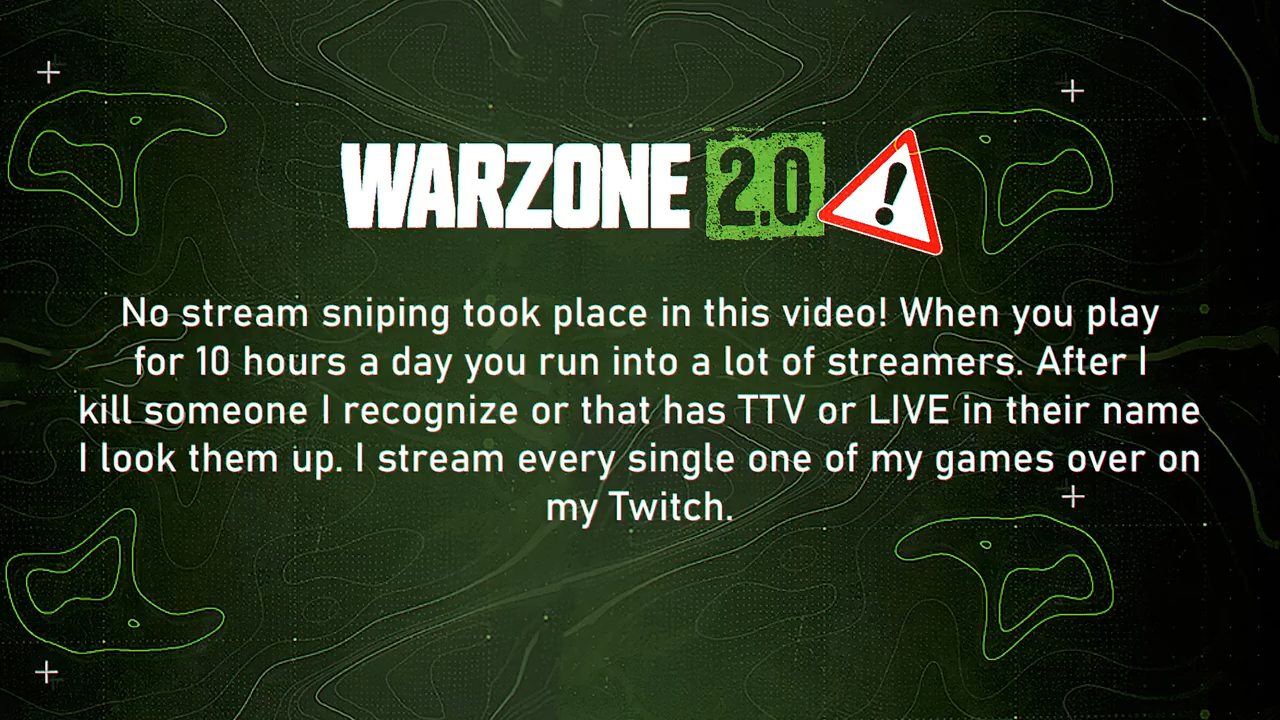 WARZONE 2.0
No stream sniping took place in this video! When you play
for 10 hours a day you run into a lot of streamers. After I
kill someone I recognize or that has TTV or LIVE in their name
I look them up. I stream every single one of my games over on
my Twitch.